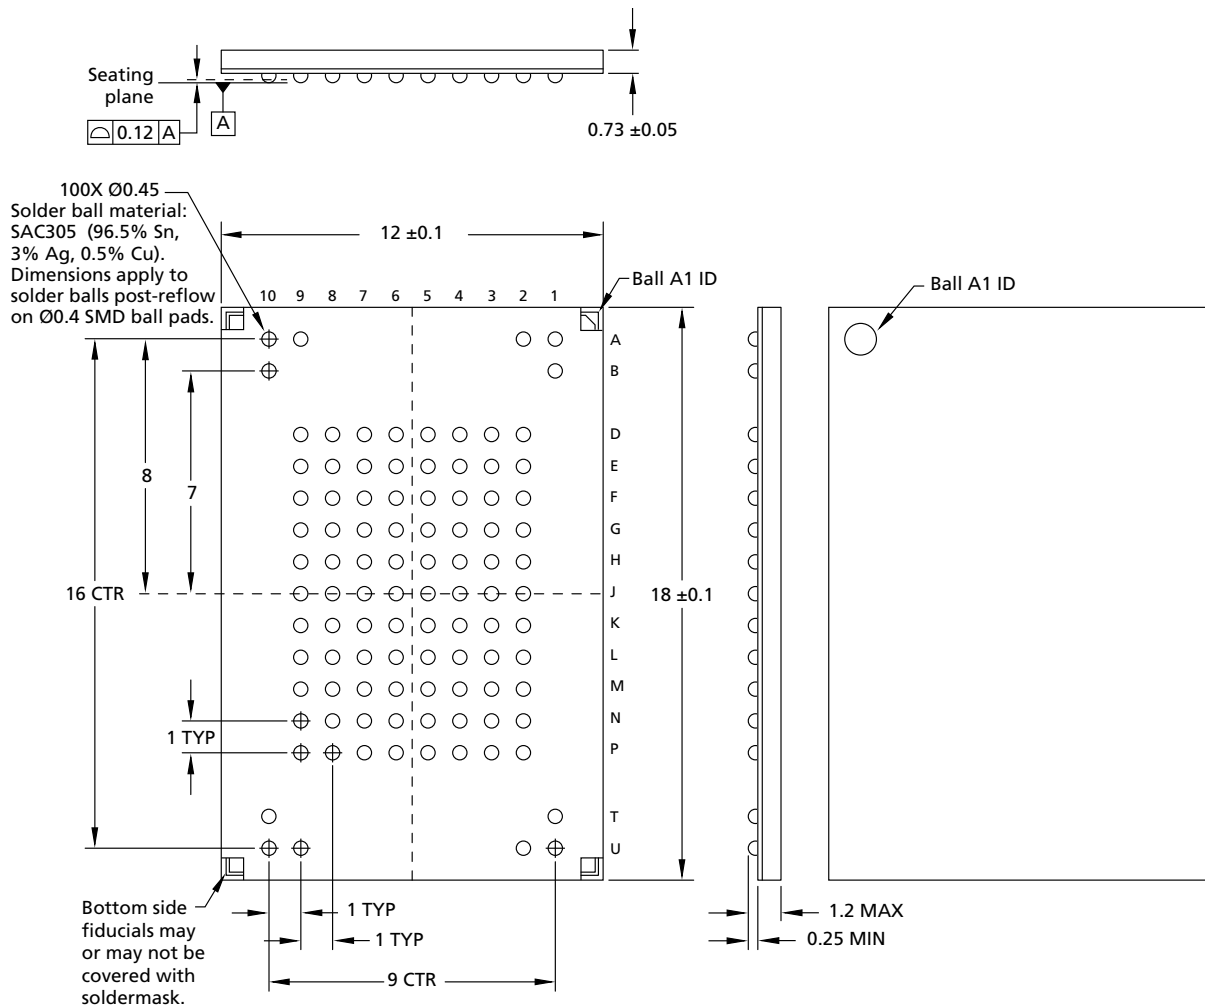 Seating
plane
⌓ 0.12 A
A
0.73 ±0.05
100X Ø0.45
Solder ball material:
SAC305 (96.5% Sn,
3% Ag, 0.5% Cu).
Dimensions apply to
solder balls post-reflow
on Ø0.4 SMD ball pads.
12 ±0.1
Ball A1 ID
Ball A1 ID
10 9 8 7 6 5 4 3 2 1
A
B
D
E
F
G
H
J
K
L
M
N
P
T
U
8
7
16 CTR
18 ±0.1
1 TYP
Bottom side
fiducials may
or may not be
covered with
soldermask.
1 TYP
1 TYP
9 CTR
1.2 MAX
0.25 MIN